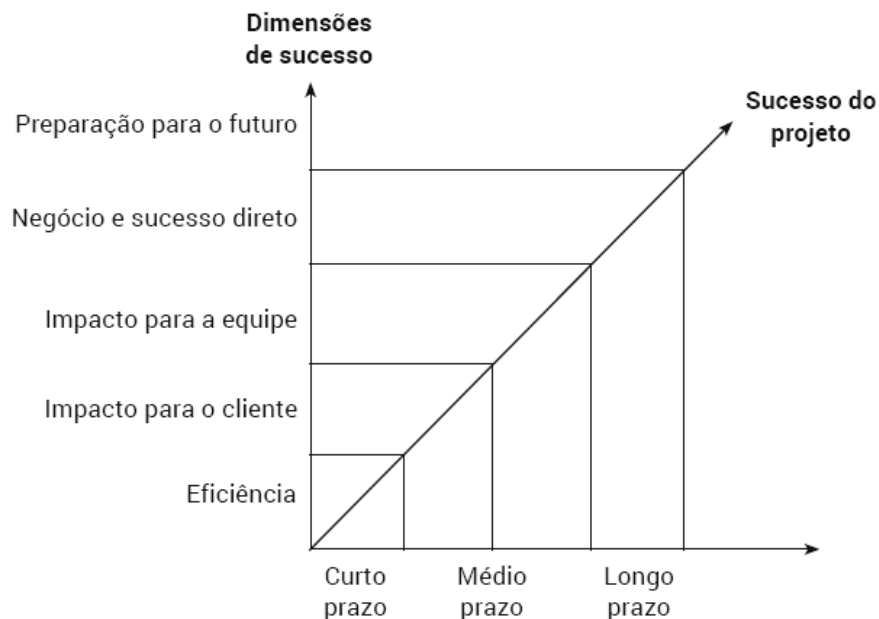 Dimensões
de sucesso
Sucesso do
projeto
Preparação para o futuro
Negócio e sucesso direto
Impacto para a equipe
Impacto para o cliente
Eficiência
Curto
prazo
Médio
prazo
Longo
prazo